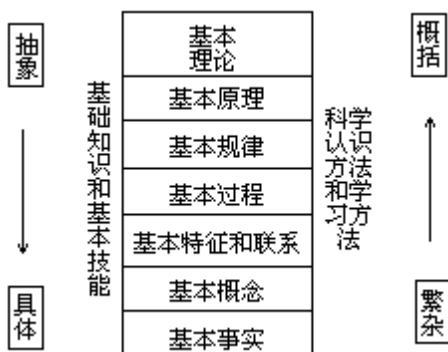 抽象
具体
基础知识和基本技能
基本
理论
基本原理
基本规律
基本过程
基本特征和联系
基本概念
基本事实
科学认识方法和学习方法
概括
繁杂